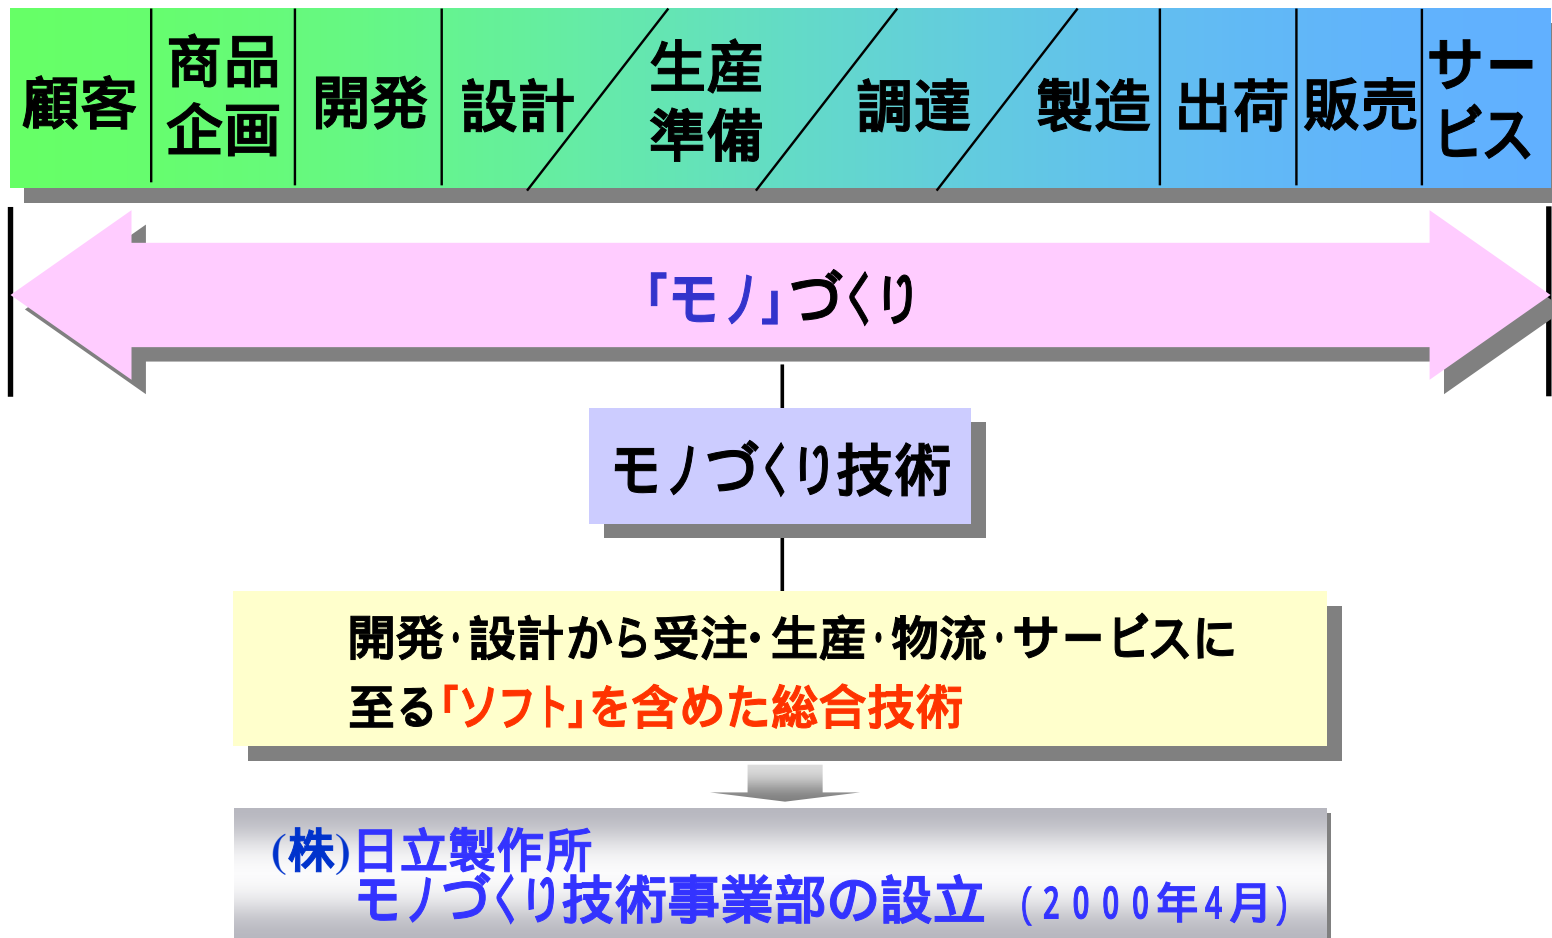 顧客
商品
企画
開発
設計
生産
準備
調達
製造
出荷
販売
サー
ビス
「モノ」づくり
モノづくり技術
開発・設計から受注・生産・物流・サービスに
至る「ソフト」を含めた総合技術
(株)日立製作所
モノづくり技術事業部の設立 (2000年4月)